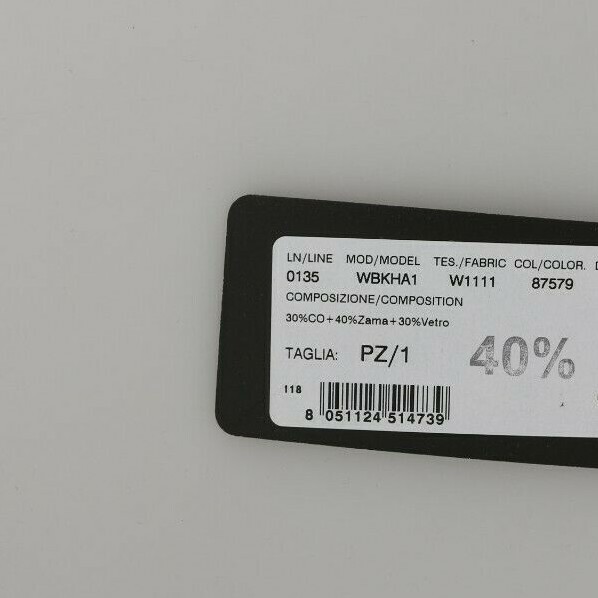 LN/LINE MOD/MODEL TES./FABRIC COL/COLOR. D
0135 WBKHA1 W1111 87579
COMPOSIZIONE/COMPOSITION
30%CO+40%Zama+30%Vetro
TAGLIA: PZ/1 40%
118
8 051124 514739